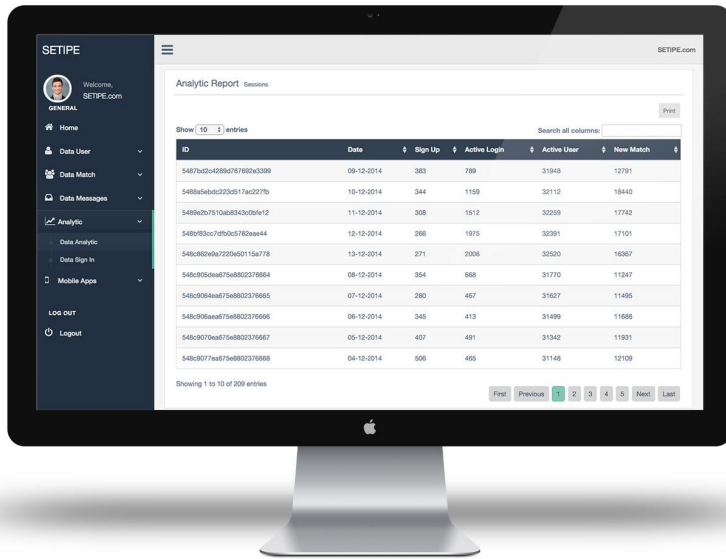 SETIPE
SETIPE.com
Welcome,
SETIPE.com
GENERAL
Home
Data User
Data Match
Data Messages
Analytic
Data Analytic
Data Sign In
Mobile Apps
LOG OUT
Logout
Analytic Report Sessions
Print
Show 10 entries
Search all columns:
ID Date Sign Up Active Login Active User New Match
5487bd2c4289d767692e3399 09-12-2014 383 789 31948 12791
5488a5ebdc223d517ac227fb 10-12-2014 344 1159 32112 18440
5489e2b7510ab8343c0bfe12 11-12-2014 308 1512 32259 17742
548bf83cc7dfb0c5762eae44 12-12-2014 266 1975 32391 17101
548c862e9a7220e50115a778 13-12-2014 271 2006 32520 16367
548c905dea675e8802376664 08-12-2014 354 668 31770 11247
548c9064ea675e8802376665 07-12-2014 280 467 31627 11495
548c906aea675e8802376666 06-12-2014 345 413 31499 11686
548c9070ea675e8802376667 05-12-2014 407 491 31342 11931
548c9077ea675e8802376668 04-12-2014 506 465 31148 12109
Showing 1 to 10 of 209 entries
First Previous 1 2 3 4 5 Next Last